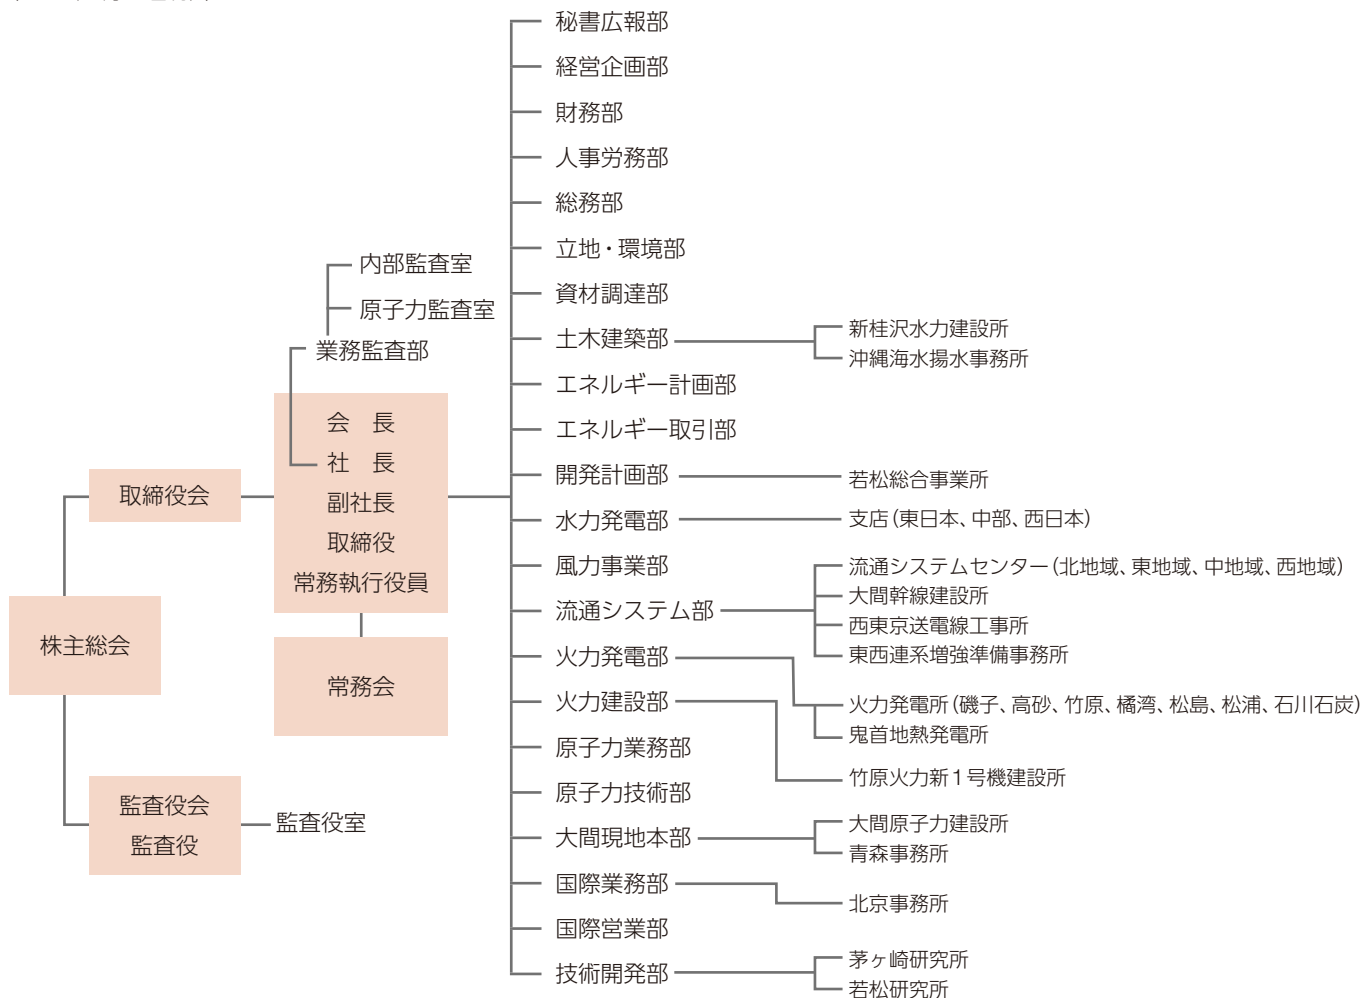 株主総会
取締役会
監査役会
監査役
監査役室
内部監査室
原子力監査室
業務監査部
会　長
社　長
副社長
取締役
常務執行役員
常務会
秘書広報部
経営企画部
財務部
人事労務部
総務部
立地・環境部
資材調達部
土木建築部
新桂沢水力建設所
沖縄海水揚水事務所
エネルギー計画部
エネルギー取引部
開発計画部
若松総合事業所
水力発電部
支店（東日本、中部、西日本）
風力事業部
流通システム部
流通システムセンター（北地域、東地域、中地域、西地域）
大間幹線建設所
西東京送電線工事所
東西連系増強準備事務所
火力発電部
火力発電所（磯子、高砂、竹原、橘湾、松島、松浦、石川石炭）
鬼首地熱発電所
火力建設部
竹原火力新1号機建設所
原子力業務部
原子力技術部
大間現地本部
大間原子力建設所
青森事務所
国際業務部
北京事務所
国際営業部
技術開発部
茅ヶ崎研究所
若松研究所